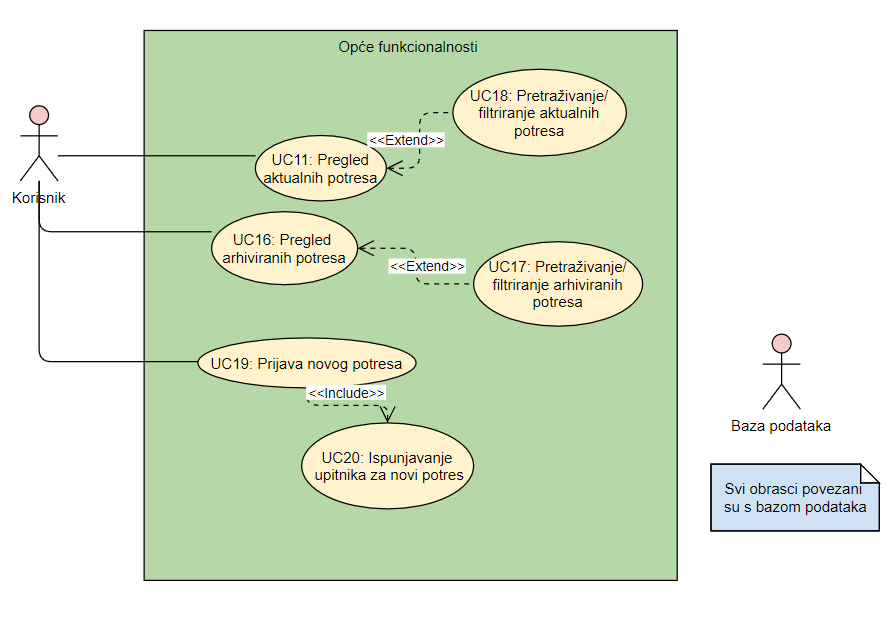 Opće funkcionalnosti
UC18: Pretraživanje/
filtriranje aktualnih
potresa
<<Extend>>
UC11: Pregled
aktualnih potresa
Korisnik
UC16: Pregled
arhiviranih potresa
<<Extend>>
UC17: Pretraživanje/
filtriranje arhiviranih
potresa
UC19: Prijava novog potresa
<<Include>>
UC20: Ispunjavanje
upitnika za novi potres
Baza podataka
Svi obrasci povezani
su s bazom podataka